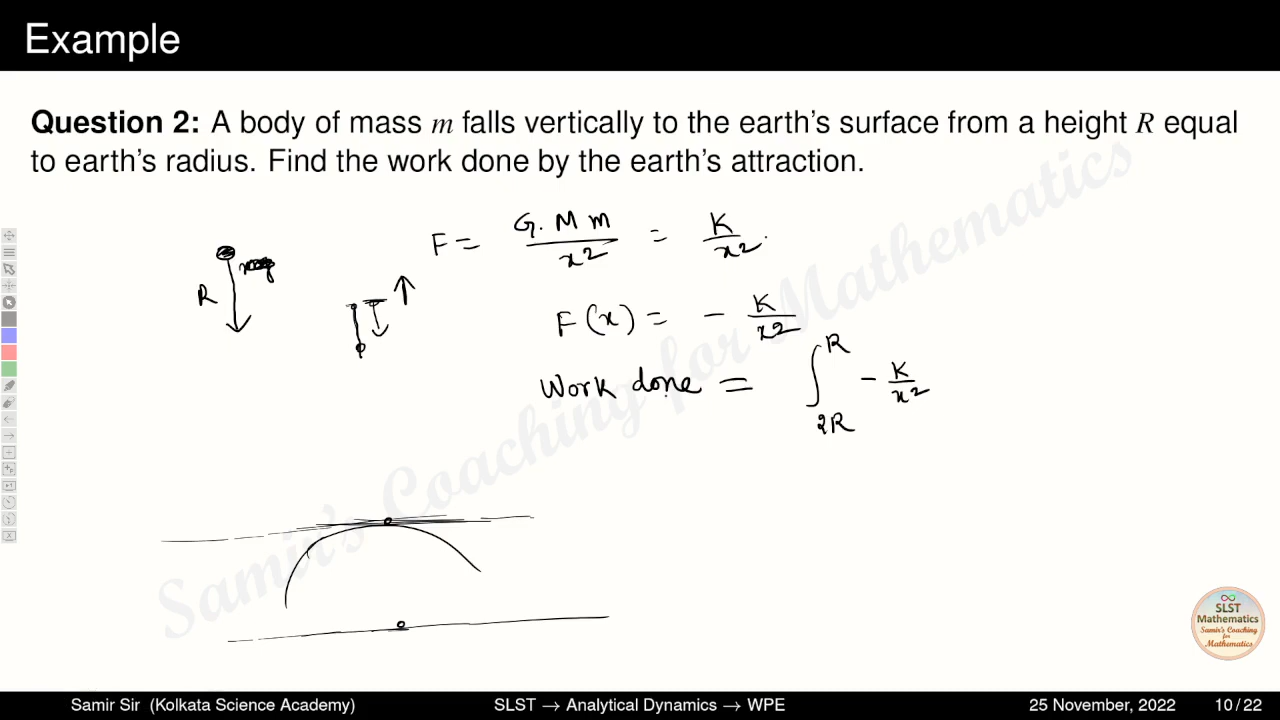 Example
Question 2: A body of mass m falls vertically to the earth's surface from a height R equal
to earth's radius. Find the work done by the earth's attraction.
F = G. M m / x2 = K / x2
R
F (x) = - K / x2
Work done = ∫ 2R R - K / x2
Samir's Coaching for Mathematics
SLST
Mathematics
Samir's Coaching
for
Mathematics
Samir Sir (Kolkata Science Academy) SLST → Analytical Dynamics → WPE 25 November, 2022 10/22